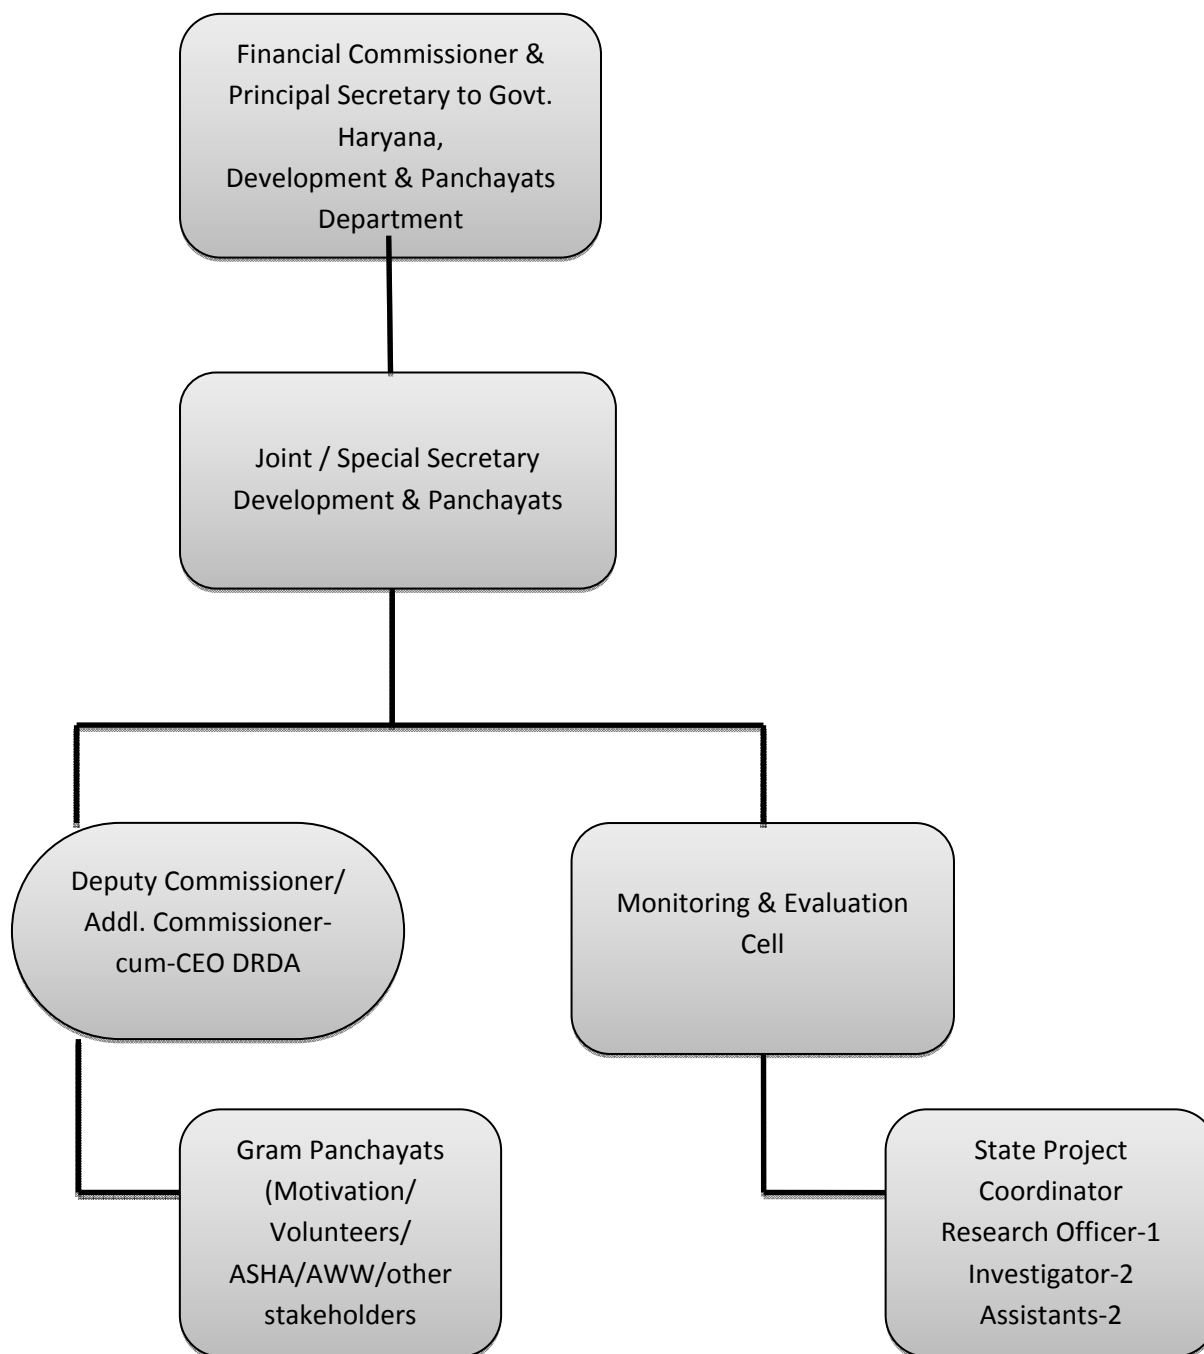 Financial Commissioner &
Principal Secretary to Govt.
Haryana,
Development & Panchayats
Department
Joint / Special Secretary
Development & Panchayats
Deputy Commissioner/
Addl. Commissioner-
cum-CEO DRDA
Monitoring & Evaluation
Cell
Gram Panchayats
(Motivation/
Volunteers/
ASHA/AWW/other
stakeholders
State Project
Coordinator
Research Officer-1
Investigator-2
Assistants-2